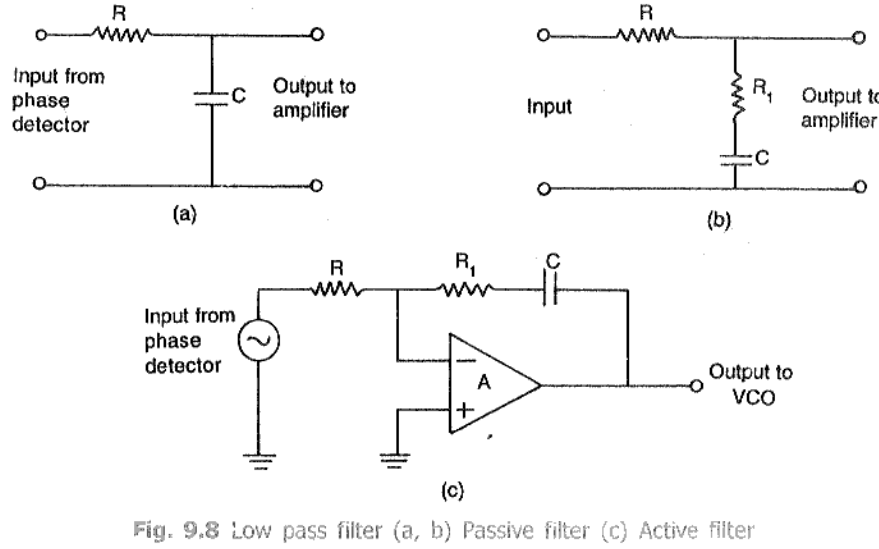 R
Input from
phase
detector
C
Output to
amplifier
(a)
R
Input
R1
Output to
amplifier
C
(b)
R
R1
C
Input from
phase
detector
A
Output to
VCO
(c)
Fig. 9.8 Low pass filter (a, b) Passive filter (c) Active filter